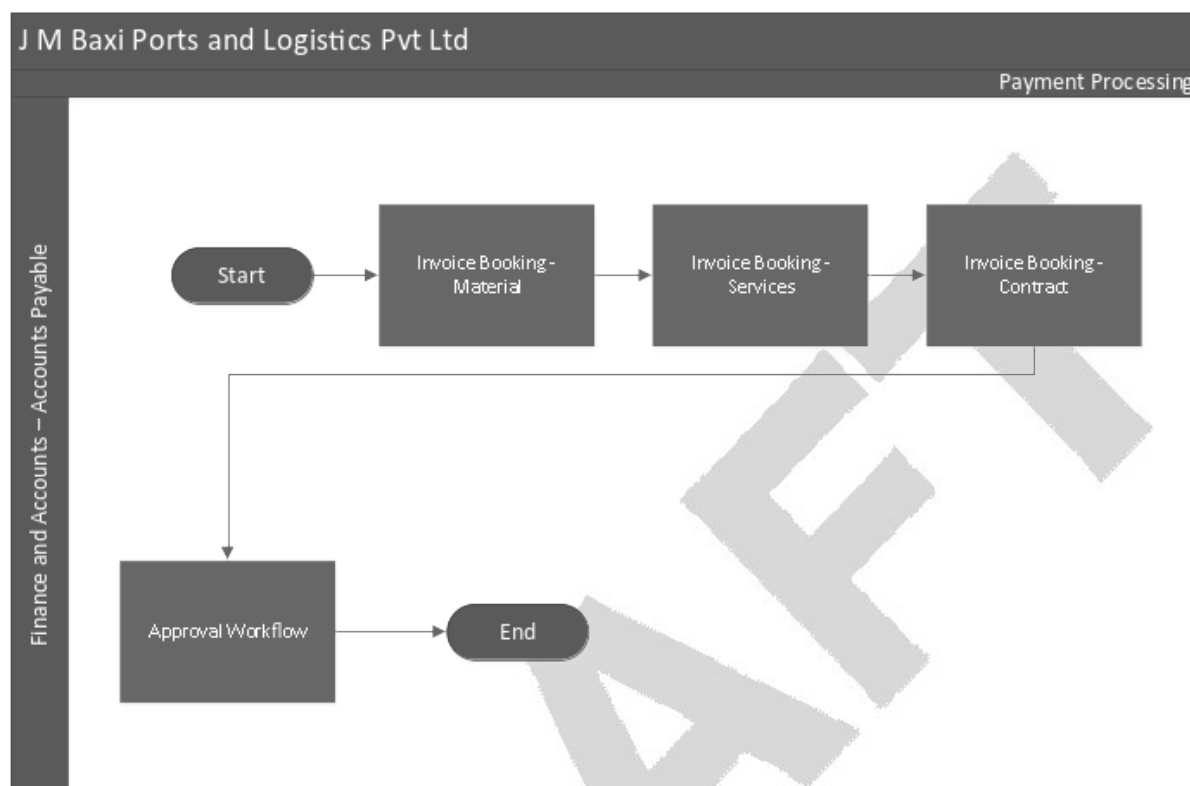 J M Baxi Ports and Logistics Pvt Ltd
Payment Processing
Finance and Accounts – Accounts Payable
Start
Invoice Booking -
Material
Invoice Booking -
Services
Invoice Booking -
Contract
Approval Workflow
End